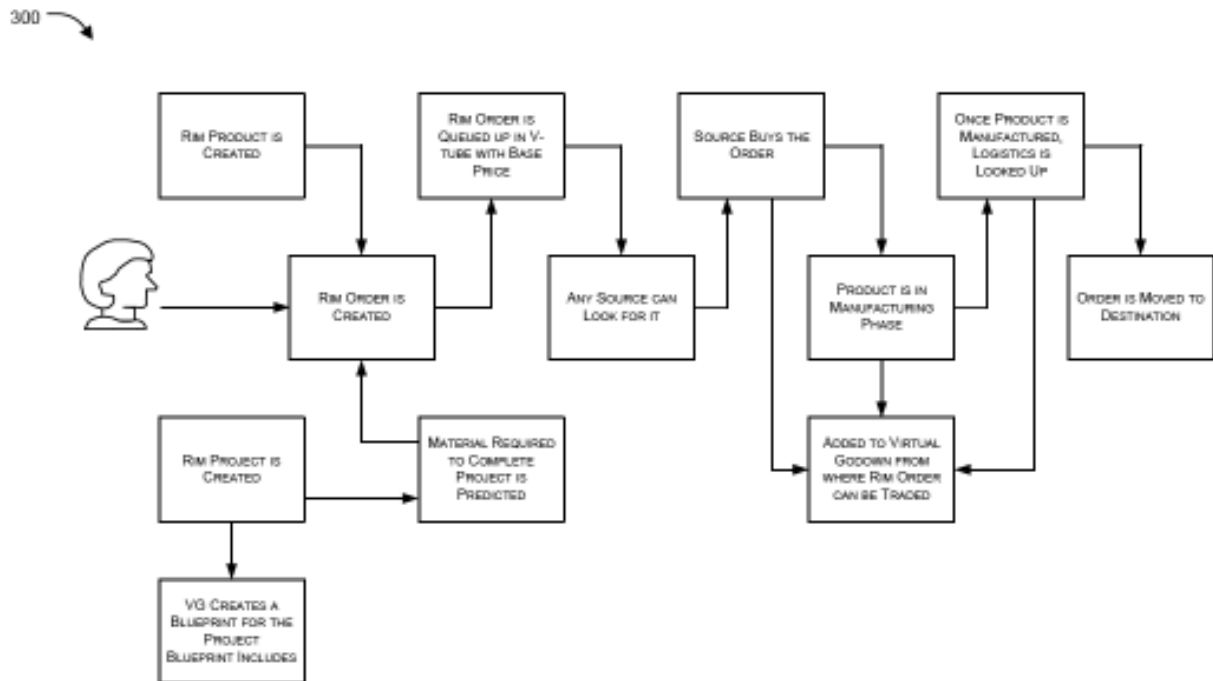 300
RIM PRODUCT IS
CREATED
RIM ORDER IS
QUEUED UP IN V-
TUBE WITH BASE
PRICE
SOURCE BUYS THE
ORDER
ONCE PRODUCT IS
MANUFACTURED,
LOGISTICS IS
LOOKED UP
RIM ORDER IS
CREATED
ANY SOURCE CAN
LOOK FOR IT
PRODUCT IS IN
MANUFACTURING
PHASE
ORDER IS MOVED TO
DESTINATION
RIM PROJECT IS
CREATED
MATERIAL REQUIRED
TO COMPLETE
PROJECT IS
PREDICTED
ADDED TO VIRTUAL
GODOWN FROM
WHERE RIM ORDER
CAN BE TRADED
VG CREATES A
BLUEPRINT FOR THE
PROJECT
BLUEPRINT INCLUDES